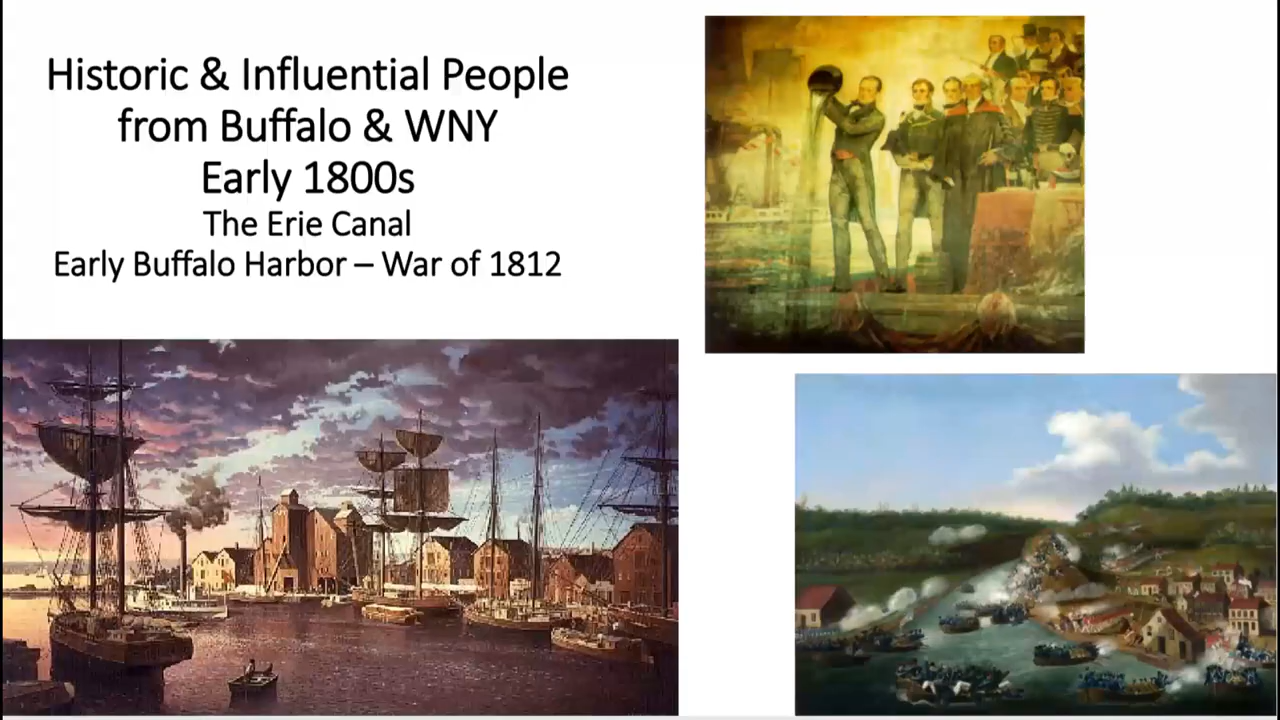 Historic & Influential People
from Buffalo & WNY
Early 1800s
The Erie Canal
Early Buffalo Harbor – War of 1812